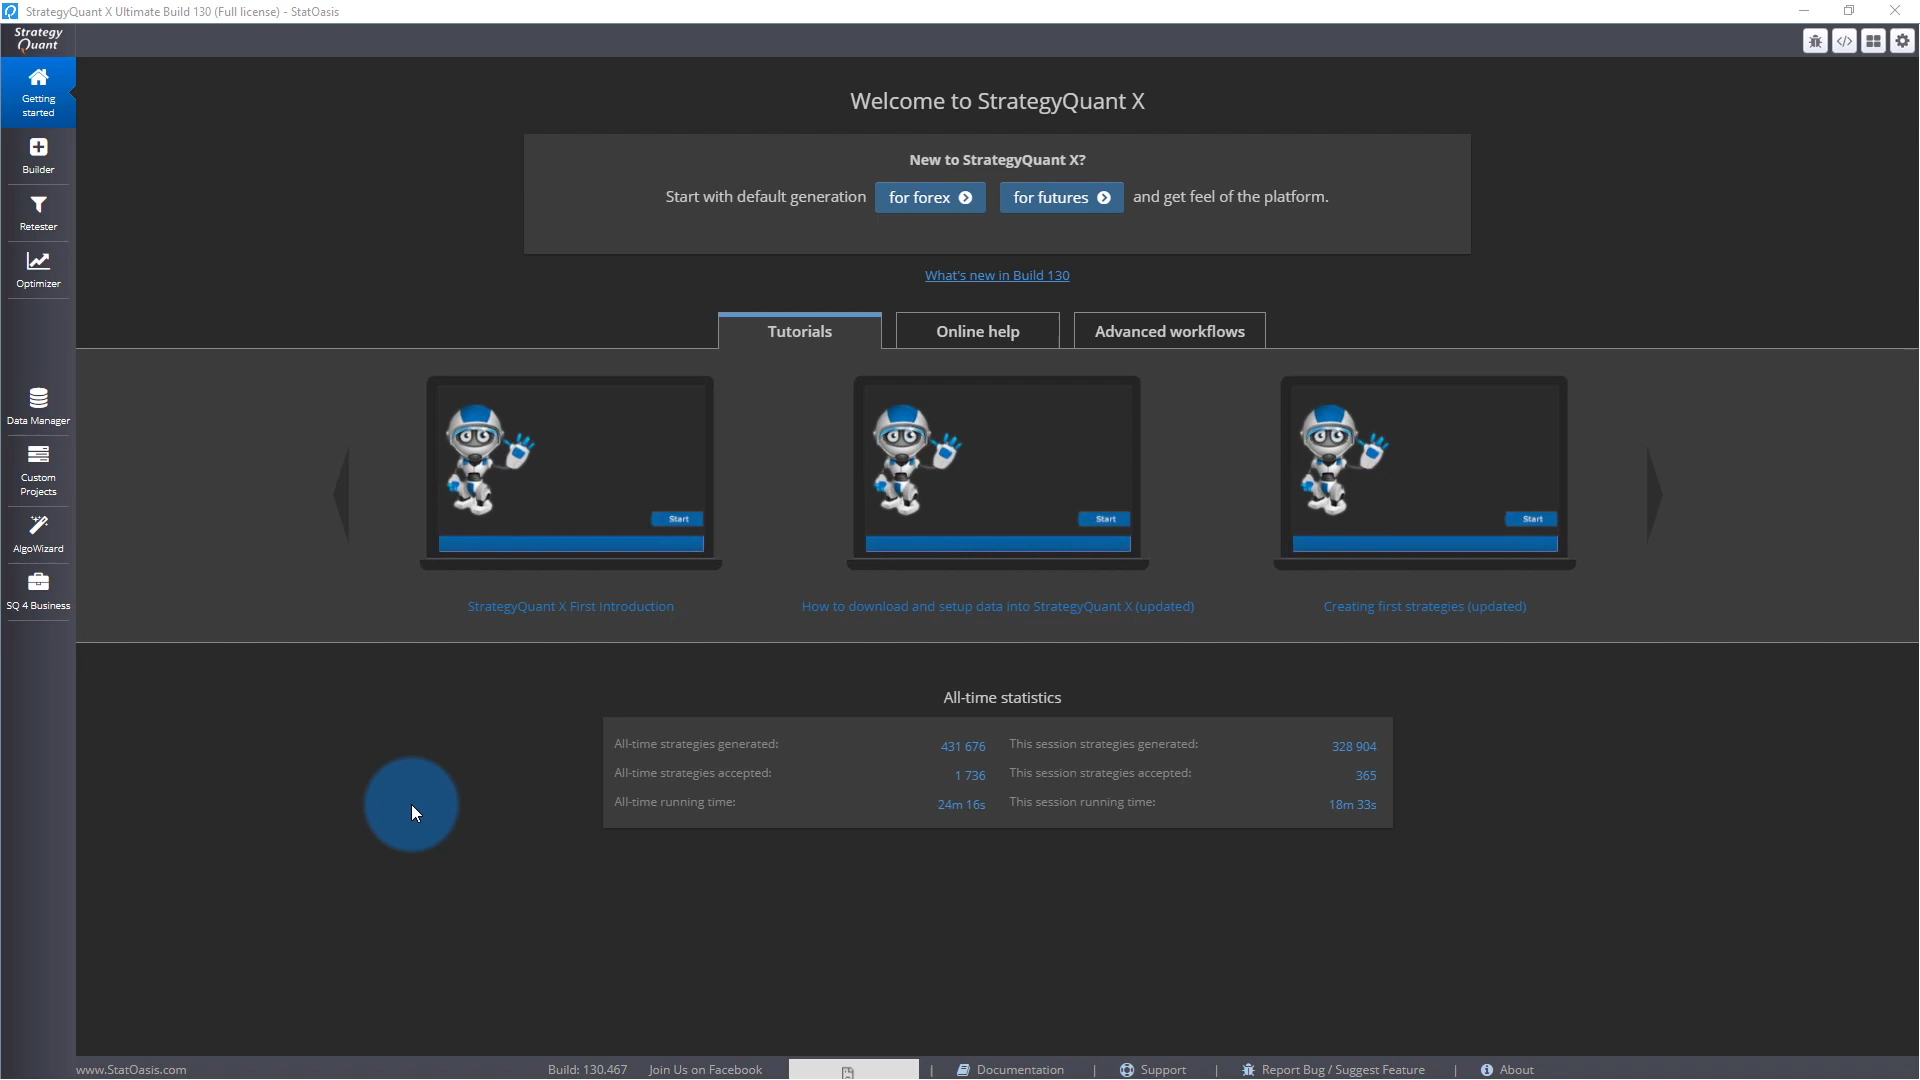 StrategyQuant X Ultimate Build 130 (Full license) - StatOasis
Strategy
Quant
Getting
started
Builder
Retester
Optimizer
Data Manager
Custom
Projects
AlgoWizard
SQ 4 Business
Welcome to StrategyQuant X
New to StrategyQuant X?
Start with default generation for forex for futures and get feel of the platform.
What's new in Build 130
Tutorials Online help Advanced workflows
Start Start Start
StrategyQuant X First Introduction
How to download and setup data into StrategyQuant X (updated)
Creating first strategies (updated)
All-time statistics
All-time strategies generated: 431 676 This session strategies generated: 328 904
All-time strategies accepted: 1 736 This session strategies accepted: 365
All-time running time: 24m 16s This session running time: 18m 33s
www.StatOasis.com Build: 130.467 Join Us on Facebook | Documentation | Support | Report Bug / Suggest Feature | About